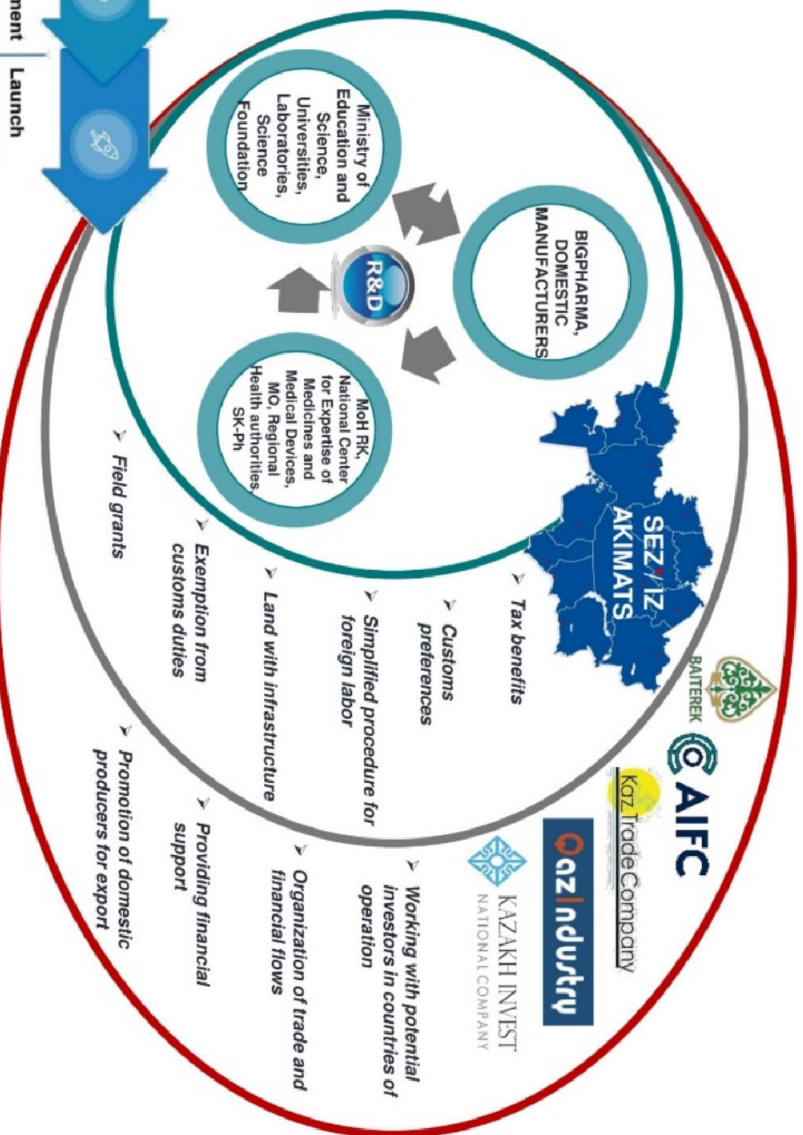 BIGPHARMA,
DOMESTIC
MANUFACTURERS
Ministry of
Education and
Science,
Universities,
Laboratories,
Science
Foundation
R&D
MoH RK,
National Center
for Expertise of
Medicines and
Medical Devices,
MO, Regional
Health authorities,
SK-Ph
SEZ / IZ
AKIMATS
➢ Tax benefits
➢ Customs
preferences
➢ Simplified procedure for
foreign labor
➢ Land with infrastructure
➢ Exemption from
customs duties
➢ Field grants
BAITEREK
AIFC
Kaz Trade Company
QazIndustry
KAZAKH INVEST
NATIONAL COMPANY
➢ Working with potential
investors in countries of
operation
➢ Organization of trade and
financial flows
➢ Providing financial
support
➢ Promotion of domestic
producers for export
ment
Launch